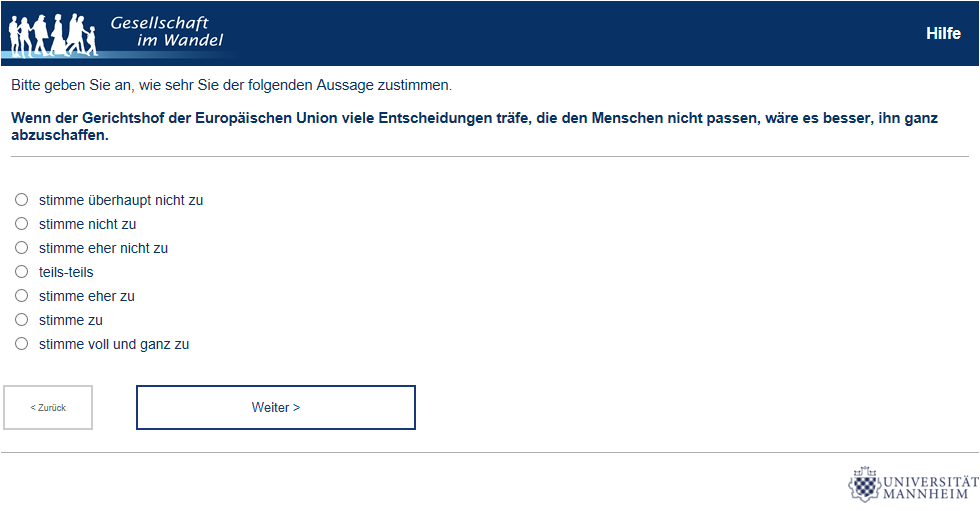 Gesellschaft
im Wandel
Hilfe
Bitte geben Sie an, wie sehr Sie der folgenden Aussage zustimmen.
Wenn der Gerichtshof der Europäischen Union viele Entscheidungen träfe, die den Menschen nicht passen, wäre es besser, ihn ganz
abzuschaffen.
stimme überhaupt nicht zu
stimme nicht zu
stimme eher nicht zu
teils-teils
stimme eher zu
stimme zu
stimme voll und ganz zu
< Zurück
Weiter >
UNIVERSITÄT
MANNHEIM